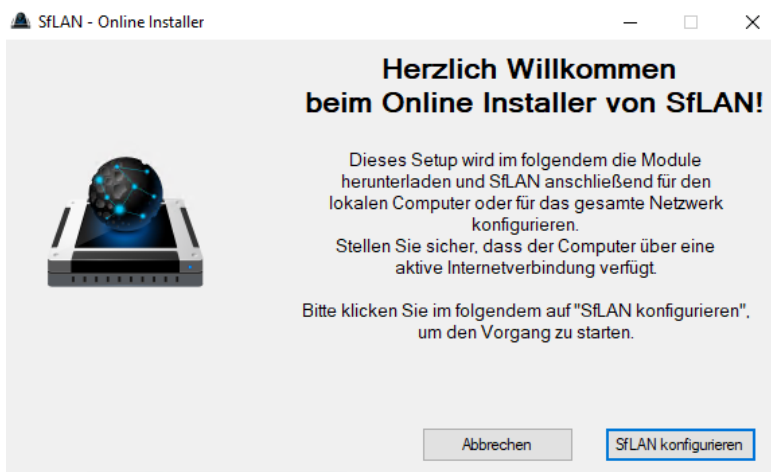 SfLAN - Online Installer
Herzlich Willkommen
beim Online Installer von SfLAN!
Dieses Setup wird im folgendem die Module
herunterladen und SfLAN anschließend für den
lokalen Computer oder für das gesamte Netzwerk
konfigurieren.
Stellen Sie sicher, dass der Computer über eine
aktive Internetverbindung verfügt.
Bitte klicken Sie im folgendem auf "SfLAN konfigurieren",
um den Vorgang zu starten.
Abbrechen
SfLAN konfigurieren